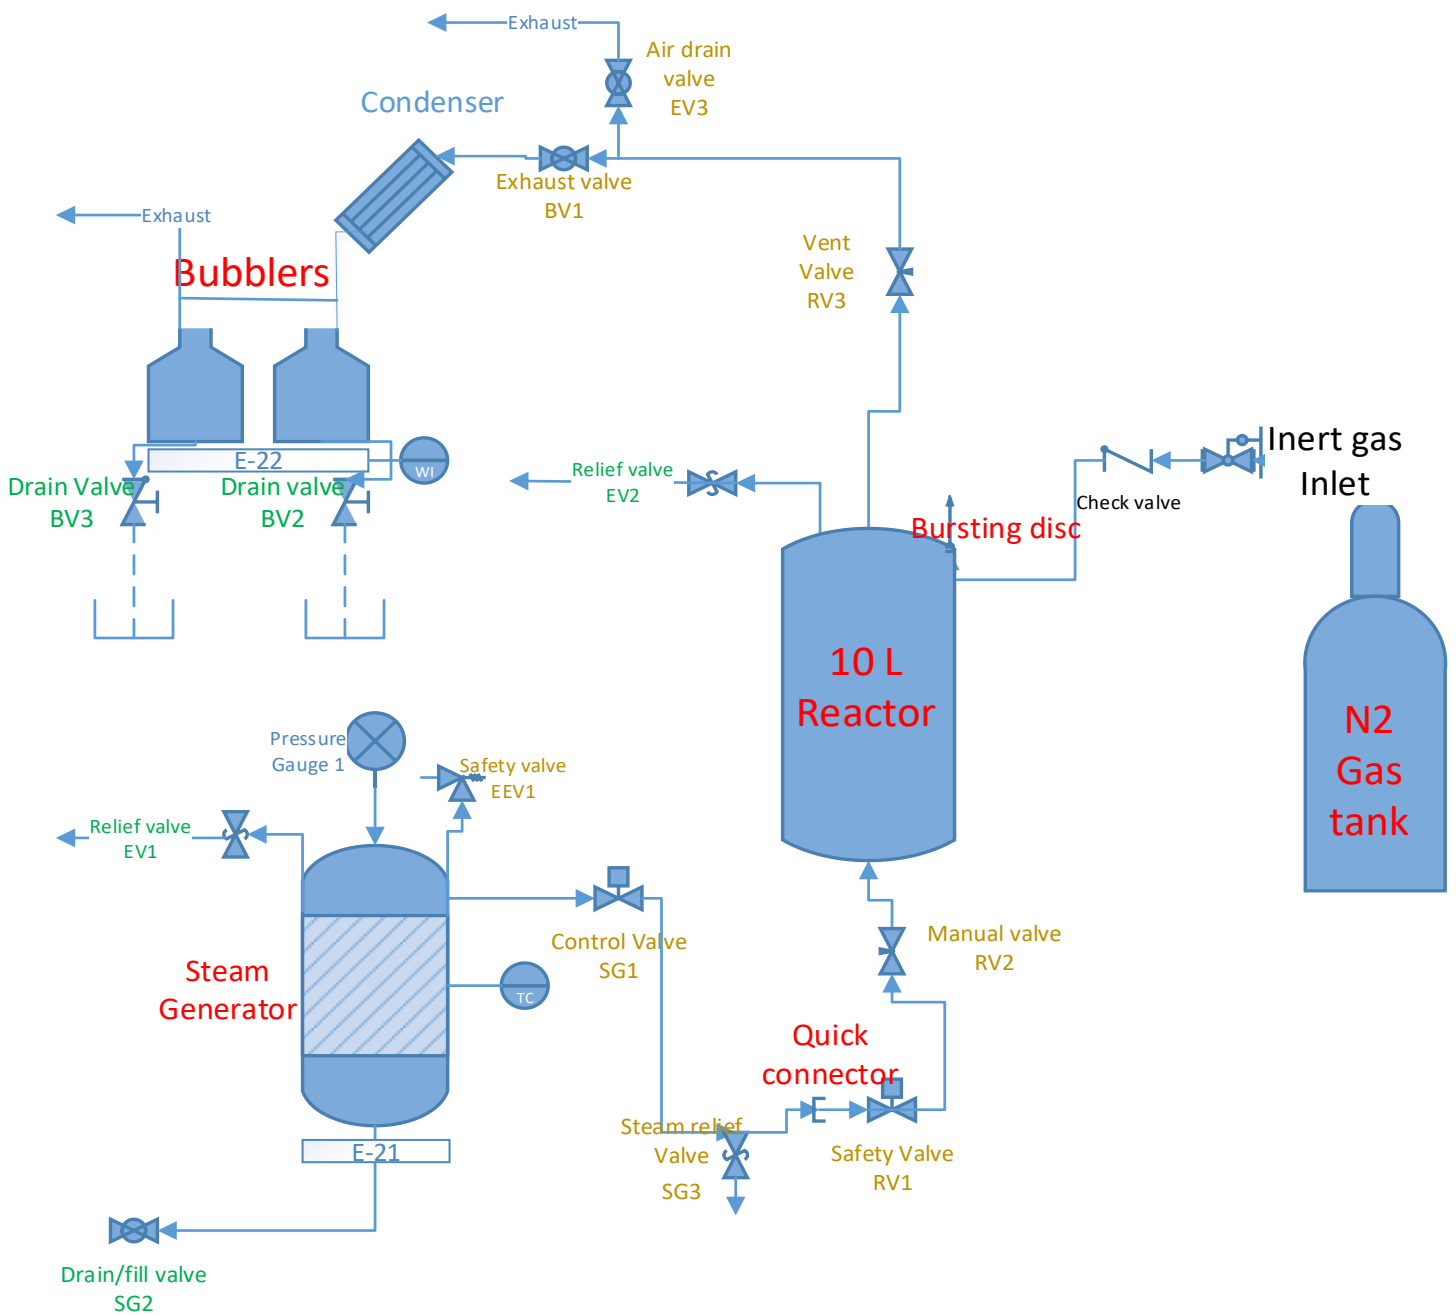 Exhaust
Air drain
valve
EV3
Condenser
Exhaust valve
BV1
Exhaust
Bubblers
Vent
Valve
RV3
E-22
WI
Drain Valve
BV3
Drain valve
BV2
Relief valve
EV2
Inert gas
Inlet
Check valve
Bursting disc
10 L
Reactor
N2
Gas
tank
Pressure
Gauge 1
Safety valve
EEV1
Relief valve
EV1
Control Valve
SG1
Manual valve
RV2
Steam
Generator
TC
Quick
connector
Steam relief
Valve
SG3
Safety Valve
RV1
E-21
Drain/fill valve
SG2